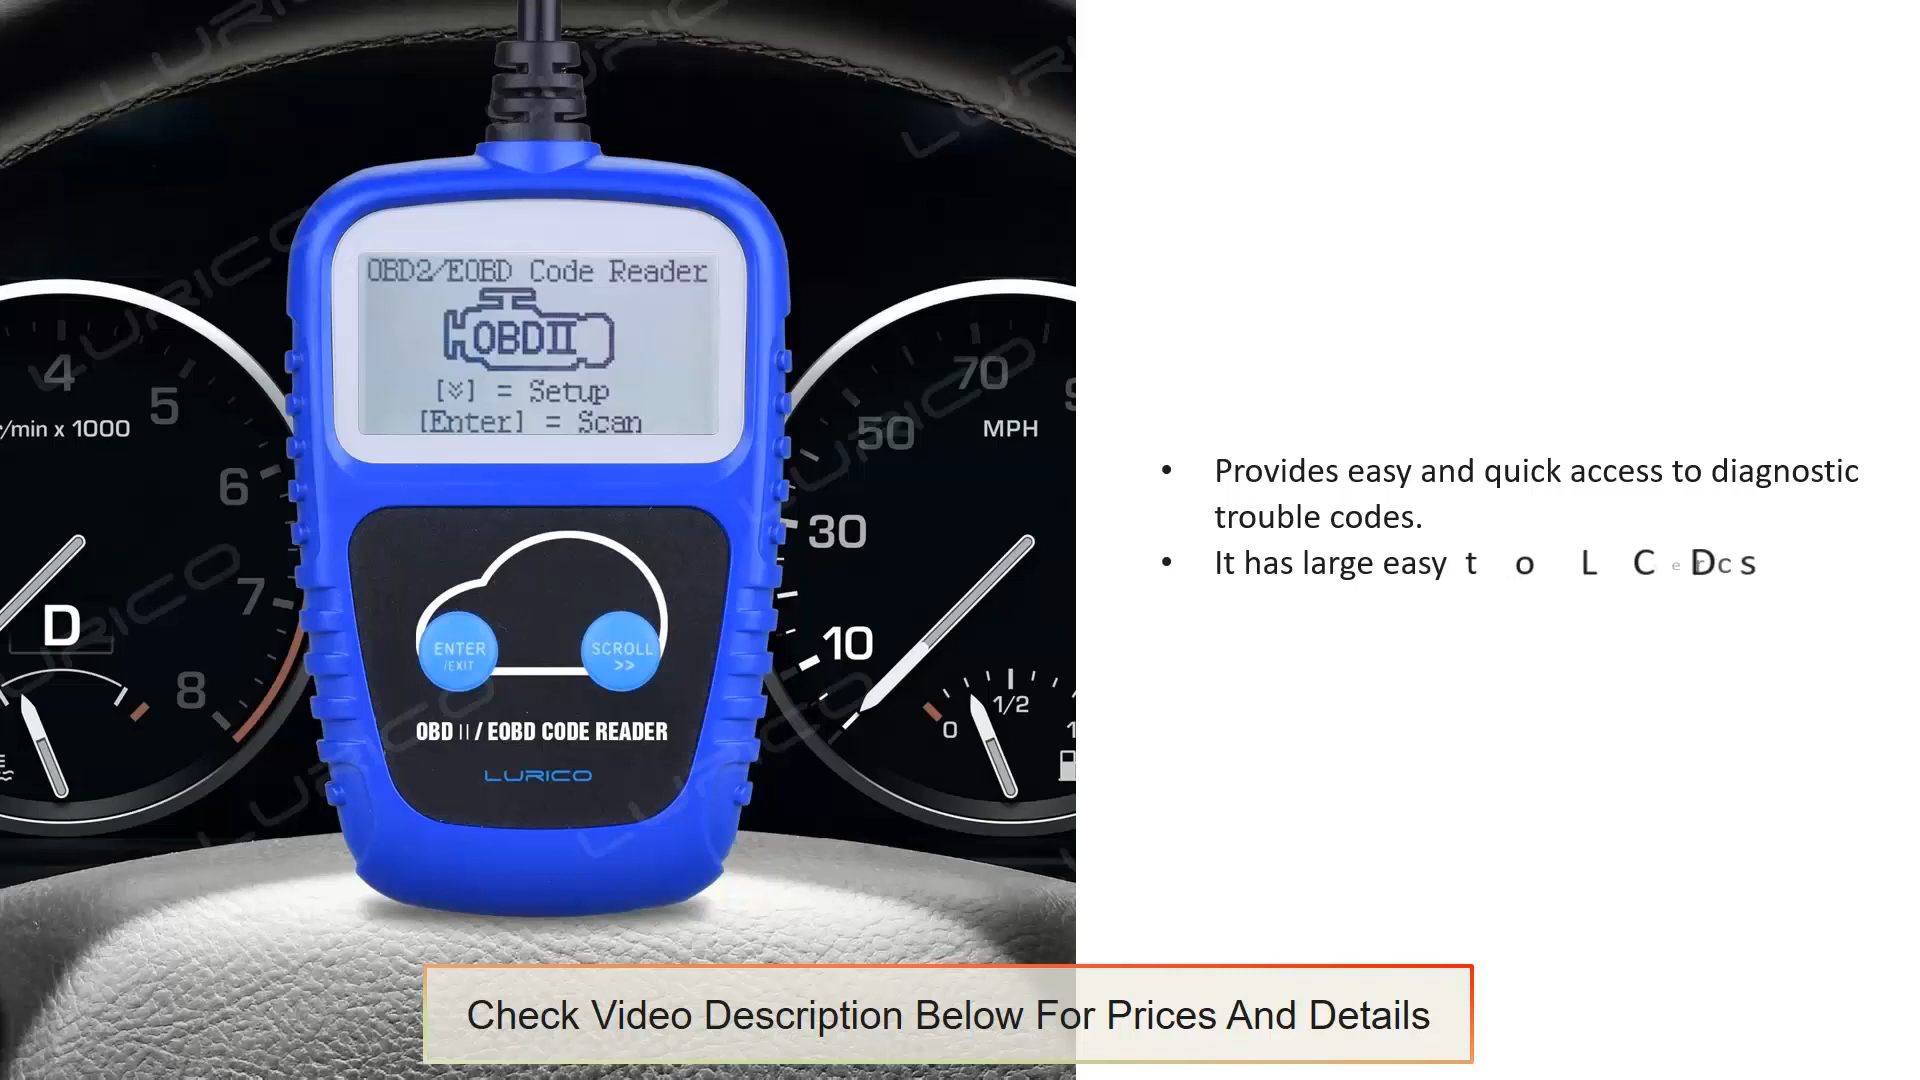 LURICO
OBD2/EOBD Code Reader
OBDII
[ ] = Setup
[Enter] = Scan
4
5
6
7
8
r/min x 1000
D
70
50
MPH
30
10
1/2
0
1
ENTER
/EXIT
SCROLL
>>
OBD II / EOBD CODE READER
LURICO
• Provides easy and quick access to diagnostic
trouble codes.
• It has large easy t o L C D
Check Video Description Below For Prices And Details